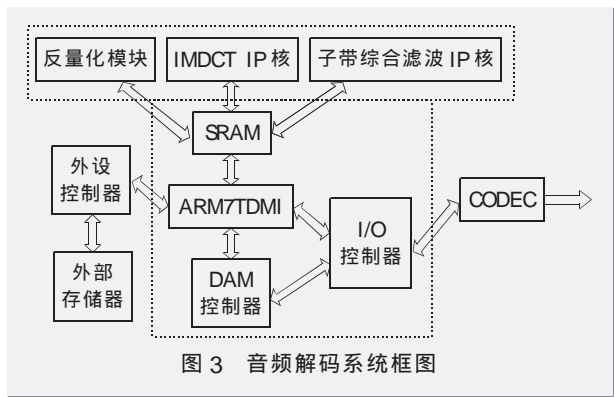 反量化模块
IMDCT IP核
子带综合滤波IP核
SRAM
外设
控制器
ARM7TDMI
I/O
控制器
CODEC
外部
存储器
DAM
控制器
图3 音频解码系统框图